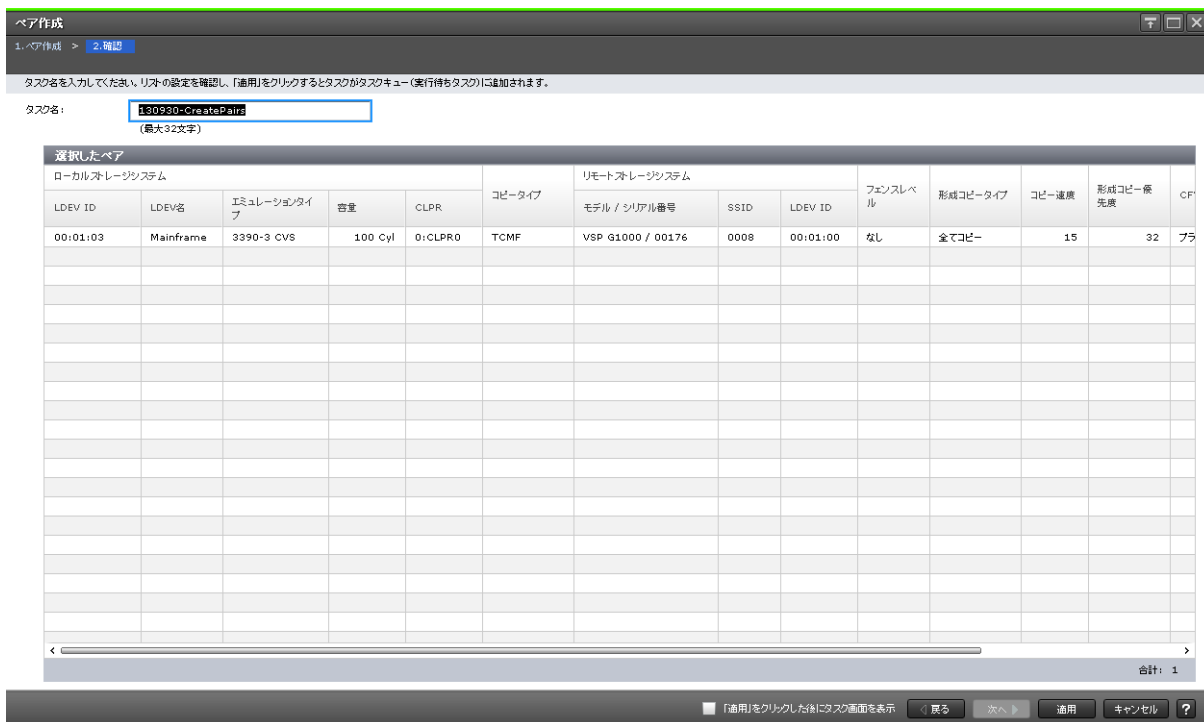 ペア作成
1.ペア作成 > 2.確認
タスク名を入力してください。リストの設定を確認し、「適用」をクリックするとタスクがタスクキュー(実行待ちタスク)に追加されます。
タスク名: 130930-CreatePairs
(最大32文字)
選択したペア
ローカルストレージシステム コピータイプ リモートストレージシステム フェンスレベル 形成コピータイプ コピー速度 形成コピー優先度
LDEV ID LDEV名 エミュレーションタイプ 容量 CLPR モデル / シリアル番号 SSID LDEV ID
00:01:03 Mainframe 3390-3 CVS 100 Cyl 0:CLPR0 TCMF VSP G1000 / 00176 0008 00:01:00 なし 全てコピー 15 32
合計: 1
「適用」をクリックした後にタスク画面を表示 戻る 次へ 適用 キャンセル ?